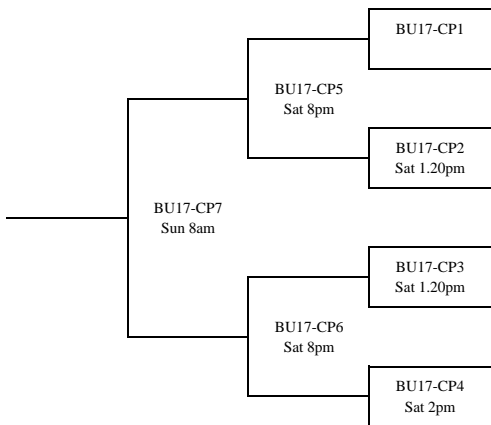 BU17-CP1
BU17-CP5
Sat 8pm
BU17-CP2
Sat 1.20pm
BU17-CP7
Sun 8am
BU17-CP3
Sat 1.20pm
BU17-CP6
Sat 8pm
BU17-CP4
Sat 2pm